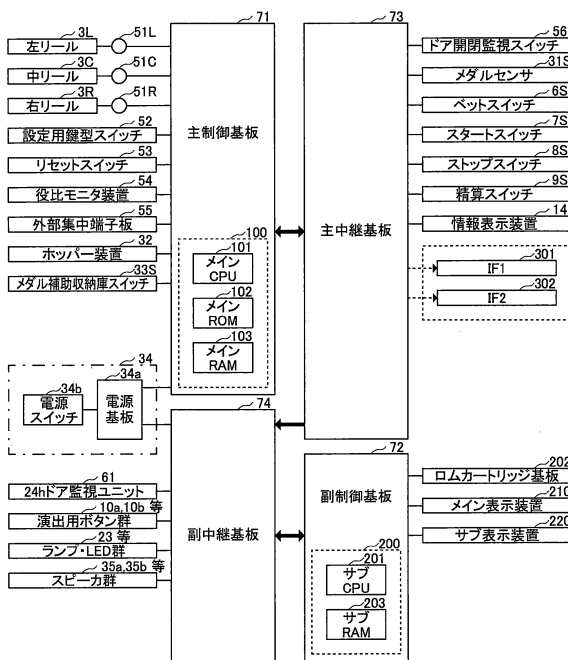 71
73
3L
左リール
51L
3C
中リール
51C
3R
右リール
51R
52
設定用鍵型スイッチ
53
リセットスイッチ
54
役比モニタ装置
55
外部集中端子板
32
ホッパー装置
33S
メダル補助収納庫スイッチ
主制御基板
100
101
メイン
CPU
102
メイン
ROM
103
メイン
RAM
主中継基板
56
ドア開閉監視スイッチ
31S
メダルセンサ
6S
ベットスイッチ
7S
スタートスイッチ
8S
ストップスイッチ
9S
精算スイッチ
14
情報表示装置
301
IF1
302
IF2
34
34b
電源
スイッチ
34a
電源
基板
74
副中継基板
61
24hドア監視ユニット
10a,10b 等
演出用ボタン群
23 等
ランプ・LED群
35a,35b 等
スピーカ群
72
副制御基板
200
201
サブ
CPU
203
サブ
RAM
202
ロムカートリッジ基板
210
メイン表示装置
220
サブ表示装置